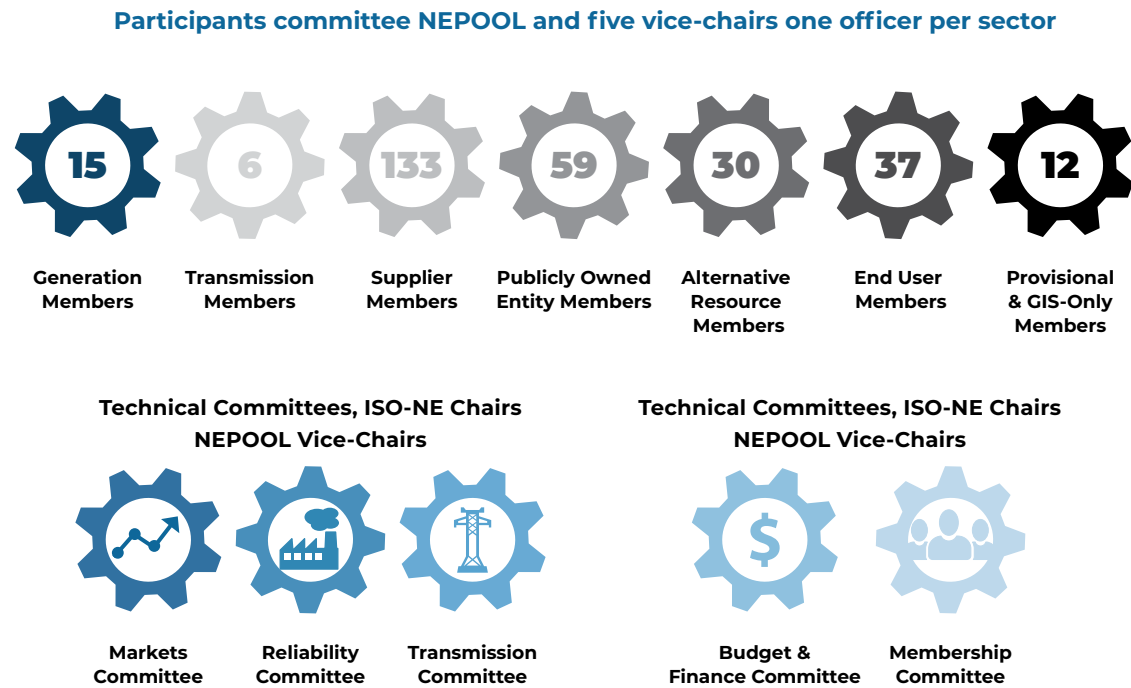 Participants committee NEPOOL and five vice-chairs one officer per sector
15
6
133
59
30
37
12
Generation
Members
Transmission
Members
Supplier
Members
Publicly Owned
Entity Members
Alternative
Resource
Members
End User
Members
Provisional
& GIS-Only
Members
Technical Committees, ISO-NE Chairs
NEPOOL Vice-Chairs
Technical Committees, ISO-NE Chairs
NEPOOL Vice-Chairs
$
Markets
Committee
Reliability
Committee
Transmission
Committee
Budget &
Finance Committee
Membership
Committee